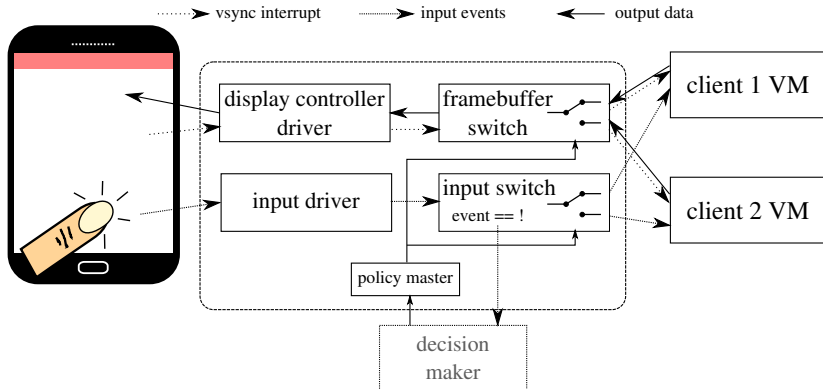 vsync interrupt
input events
output data
display controller
driver
framebuffer
switch
client 1 VM
input driver
input switch
event == !
client 2 VM
policy master
decision
maker